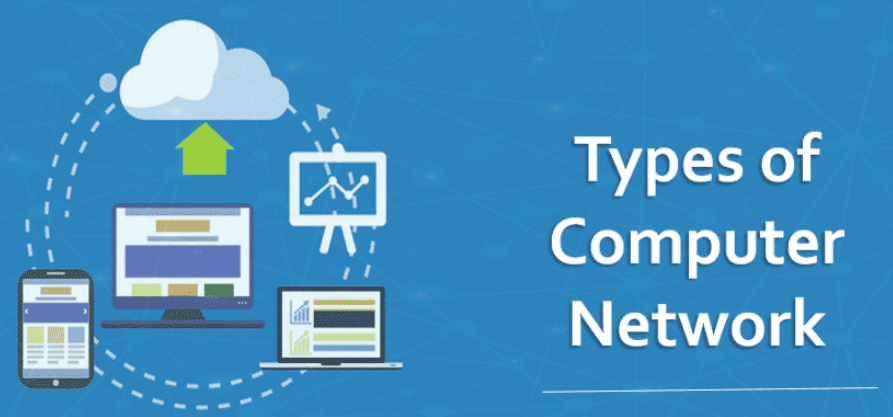 Types of
Computer
Network